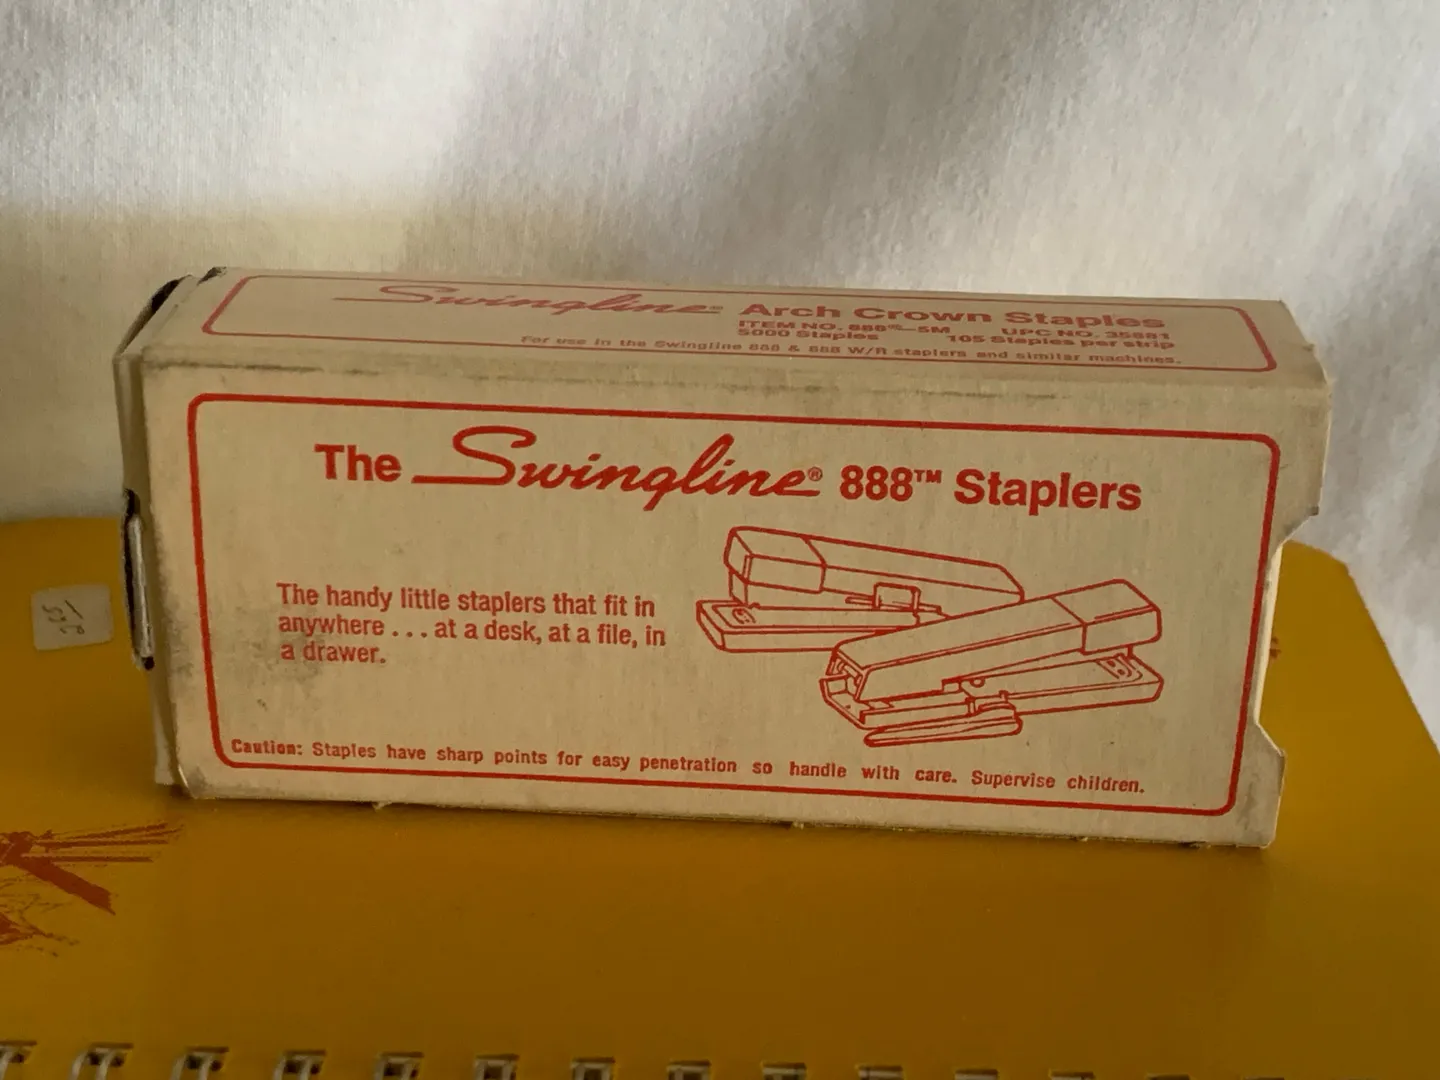 Swingline® Arch Crown Staples
ITEM NO. 888®—5M UPC NO. 35881
5000 Staples 105 Staples per strip
For use in the Swingline 888 & 888 W/R staplers and similar machines.
The Swingline® 888™ Staplers
The handy little staplers that fit in
anywhere . . . at a desk, at a file, in
a drawer.
Caution: Staples have sharp points for easy penetration so handle with care. Supervise children.